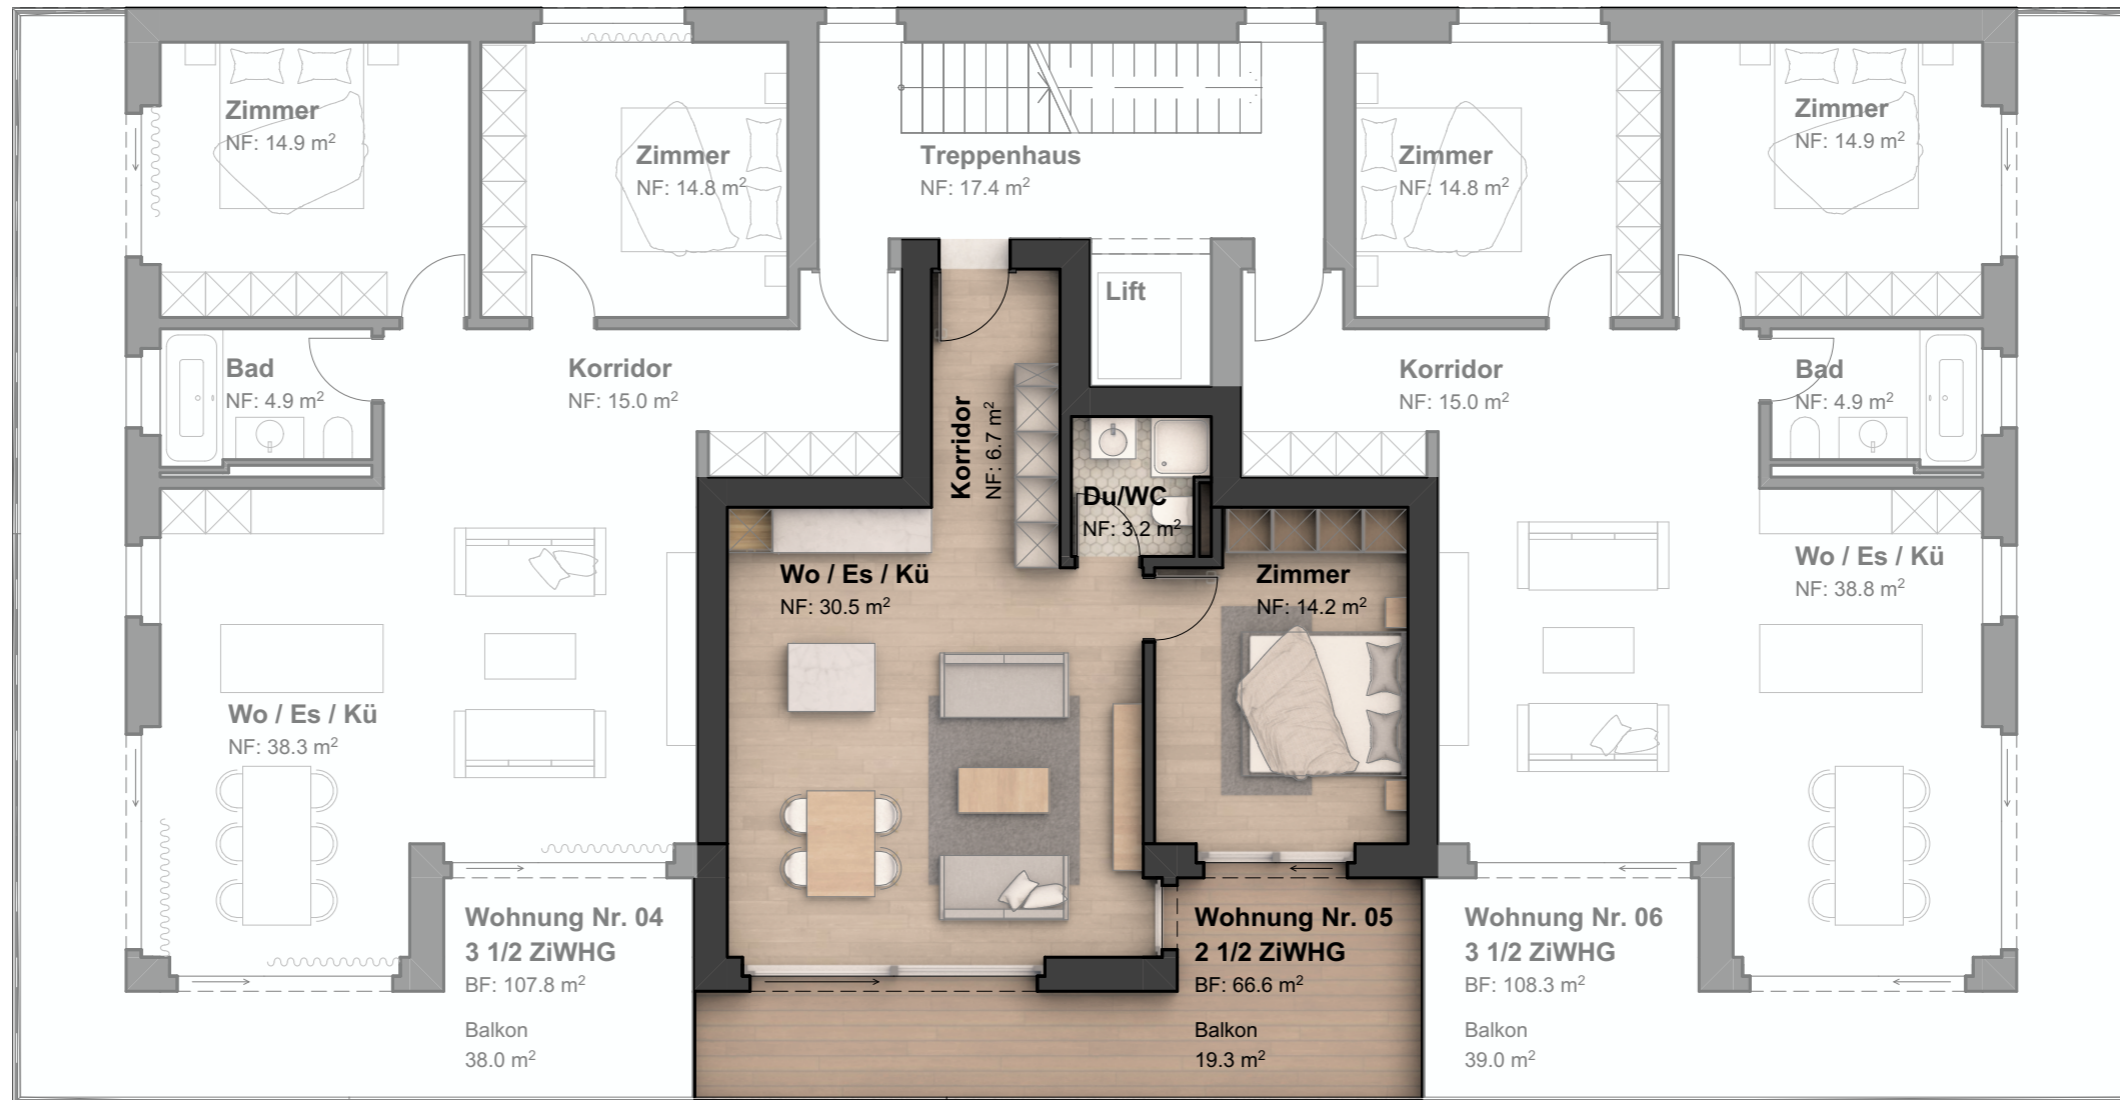 Zimmer
NF: 14.9 m²
Zimmer
NF: 14.8 m²
Treppenhaus
NF: 17.4 m²
Zimmer
NF: 14.8 m²
Zimmer
NF: 14.9 m²
Lift
Bad
NF: 4.9 m²
Korridor
NF: 15.0 m²
Korridor
NF: 6.7 m²
Korridor
NF: 15.0 m²
Bad
NF: 4.9 m²
Du/WC
NF: 3.2 m²
Wo / Es / Kü
NF: 30.5 m²
Zimmer
NF: 14.2 m²
Wo / Es / Kü
NF: 38.8 m²
Wo / Es / Kü
NF: 38.3 m²
Wohnung Nr. 04
3 1/2 ZiWHG
BF: 107.8 m²
Balkon
38.0 m²
Wohnung Nr. 05
2 1/2 ZiWHG
BF: 66.6 m²
Balkon
19.3 m²
Wohnung Nr. 06
3 1/2 ZiWHG
BF: 108.3 m²
Balkon
39.0 m²